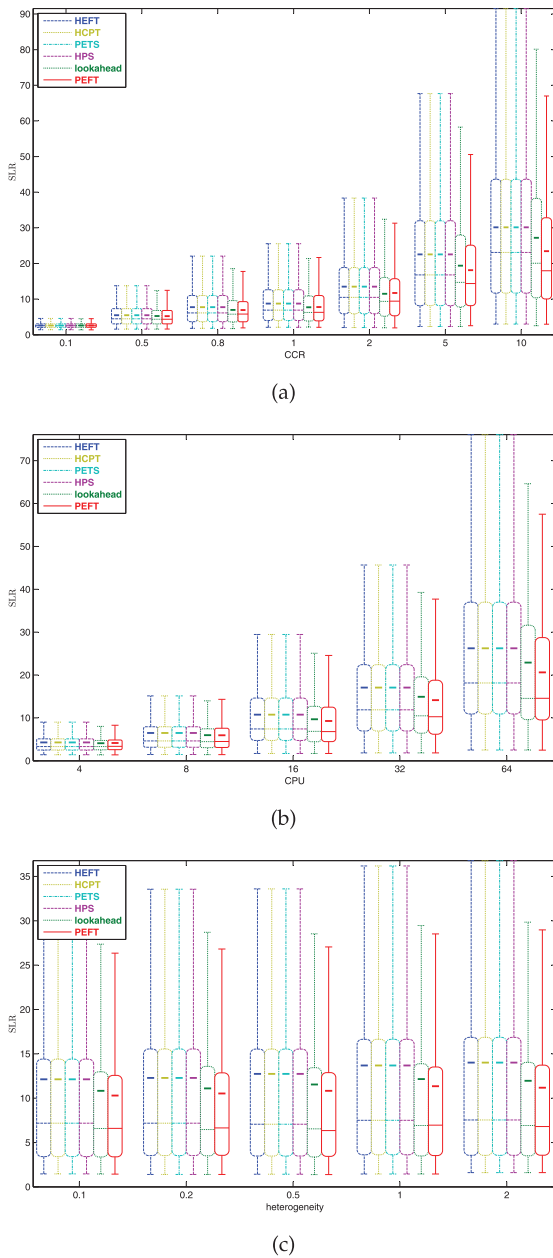 90
80
70
60
50
40
30
20
10
0
SLR
HEFT
HCPT
PETS
HPS
lookahead
PEFT
0.1 0.5 0.8 1 2 5 10
CCR
(a)
70
60
50
40
30
20
10
0
SLR
HEFT
HCPT
PETS
HPS
lookahead
PEFT
4 8 16 32 64
CPU
(b)
35
30
25
20
15
10
5
0
SLR
HEFT
HCPT
PETS
HPS
lookahead
PEFT
0.1 0.2 0.5 1 2
heterogeneity
(c)